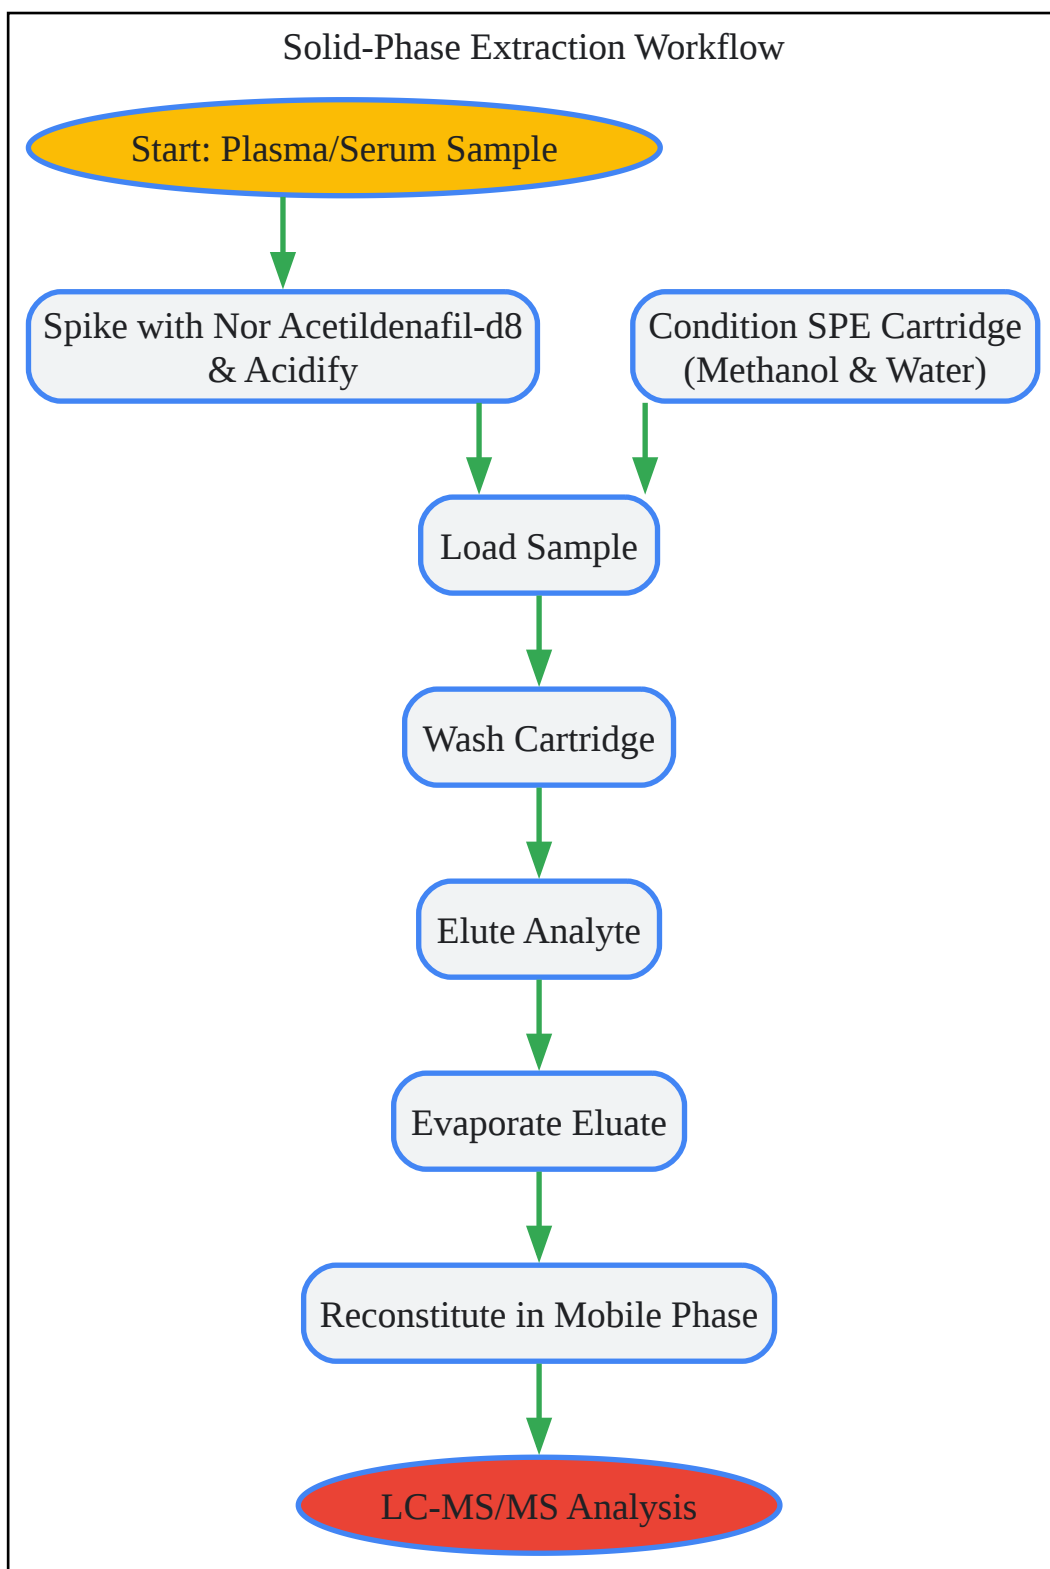 Solid-Phase Extraction Workflow
Start: Plasma/Serum Sample
Spike with Nor Acetildenafil-d8
& Acidify
Condition SPE Cartridge
(Methanol & Water)
Load Sample
Wash Cartridge
Elute Analyte
Evaporate Eluate
Reconstitute in Mobile Phase
LC-MS/MS Analysis